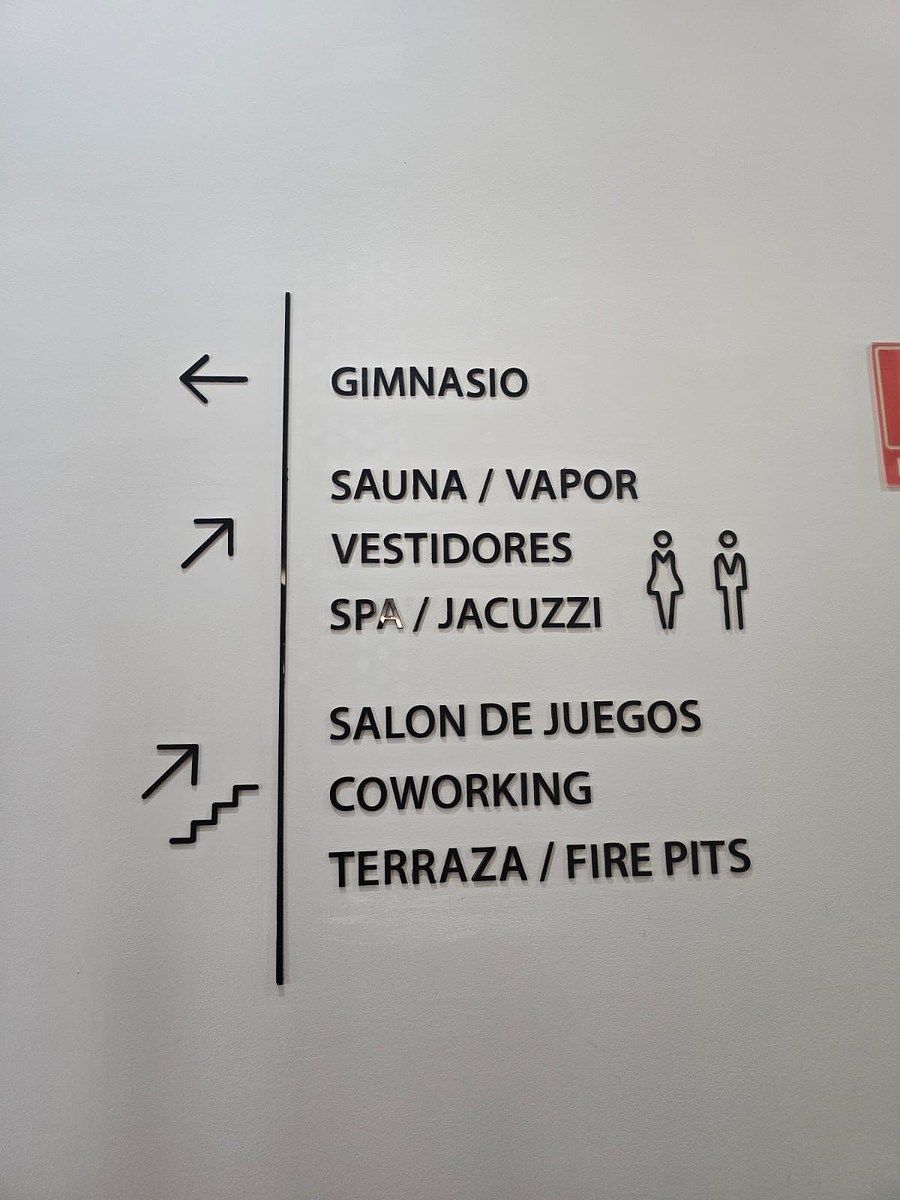 GIMNASIO
SAUNA / VAPOR
VESTIDORES
SPA / JACUZZI
SALON DE JUEGOS
COWORKING
TERRAZA / FIRE PITS